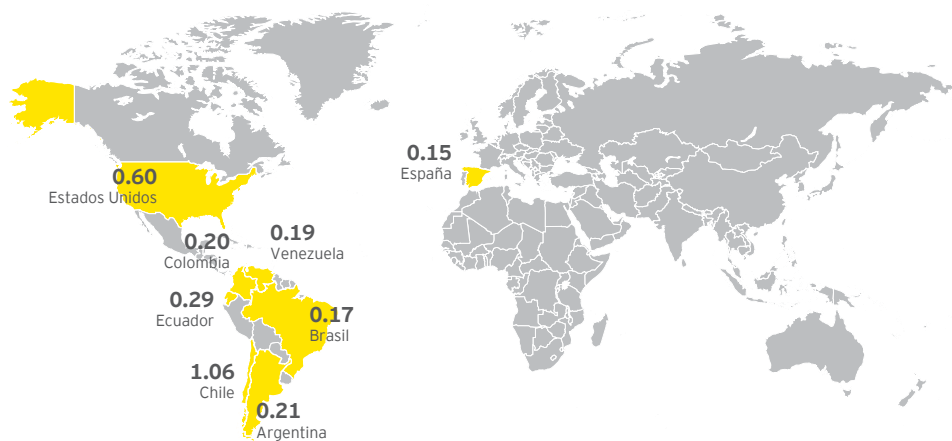 0.60
Estados Unidos
0.15
España
0.20
Colombia
0.19
Venezuela
0.29
Ecuador
0.17
Brasil
1.06
Chile
0.21
Argentina